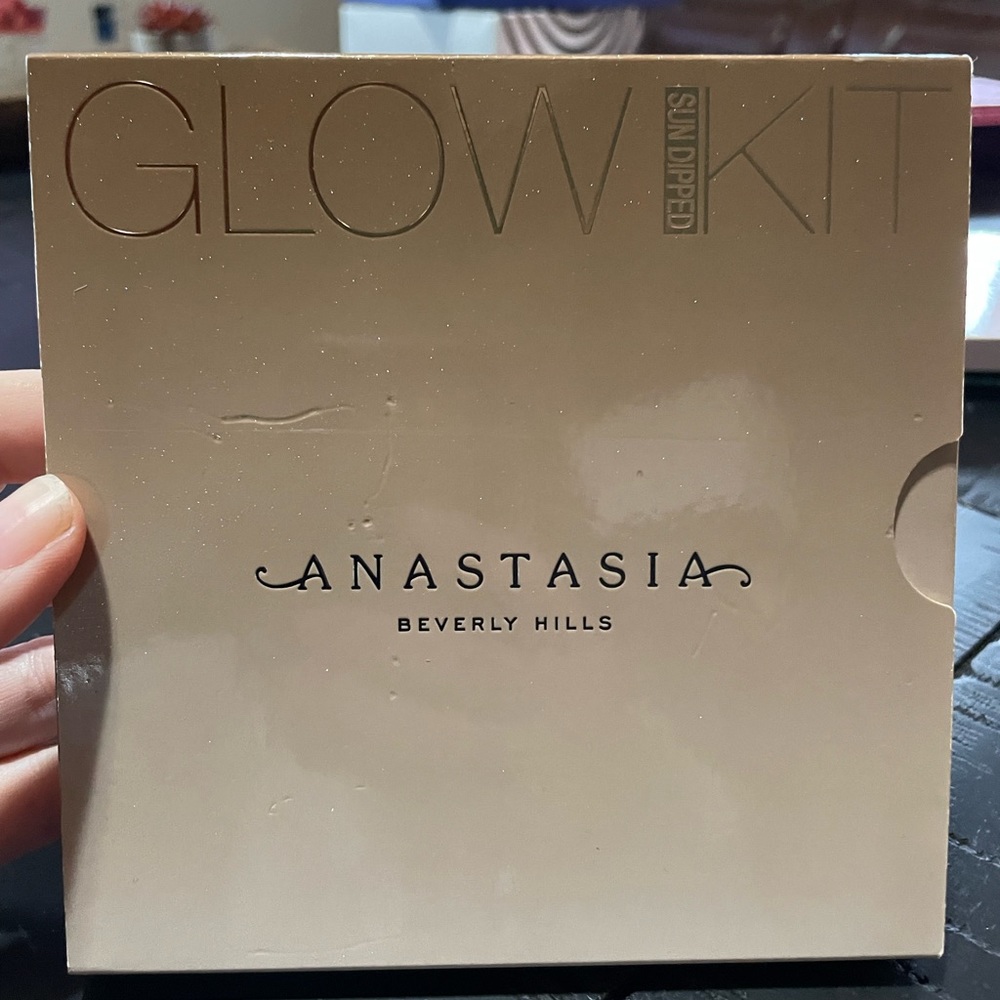 GLOW SUN DIPPED KIT
ANASTASIA
BEVERLY HILLS